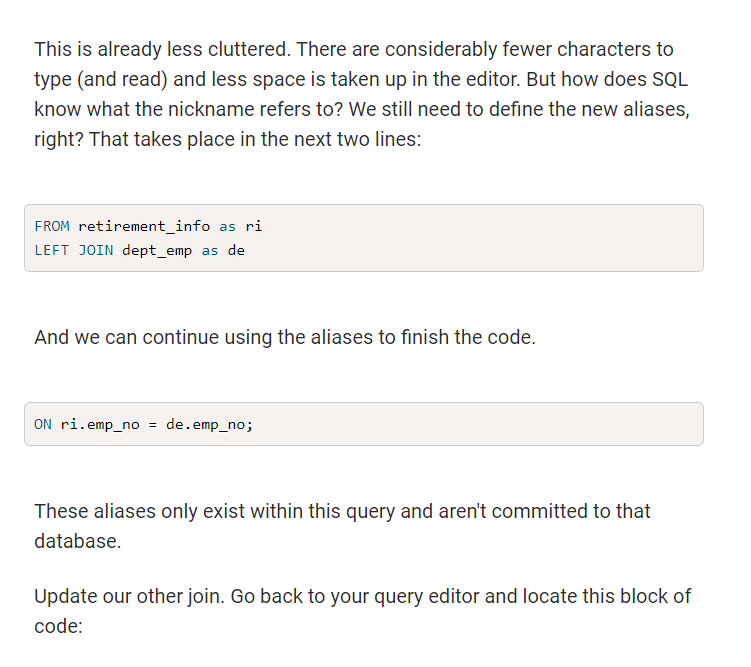 This is already less cluttered. There are considerably fewer characters to
type (and read) and less space is taken up in the editor. But how does SQL
know what the nickname refers to? We still need to define the new aliases,
right? That takes place in the next two lines:
FROM retirement_info as ri
LEFT JOIN dept_emp as de
And we can continue using the aliases to finish the code.
ON ri.emp_no = de.emp_no;
These aliases only exist within this query and aren't committed to that
database.
Update our other join. Go back to your query editor and locate this block of
code: